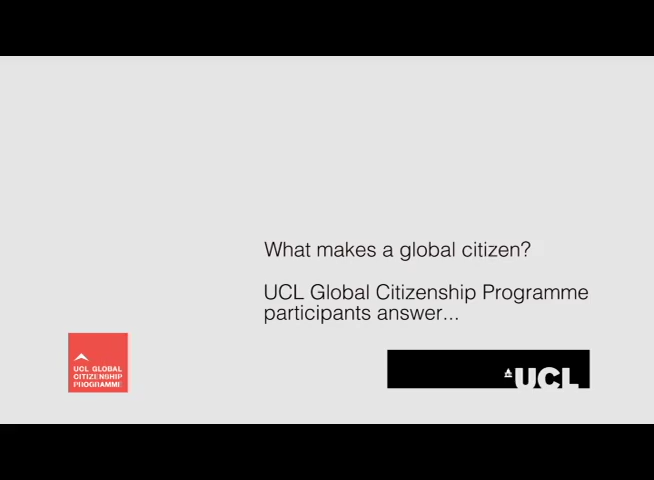 What makes a global citizen?
UCL Global Citizenship Programme
participants answer...
UCL GLOBAL
CITIZENSHIP
PROGRAMME
UCL